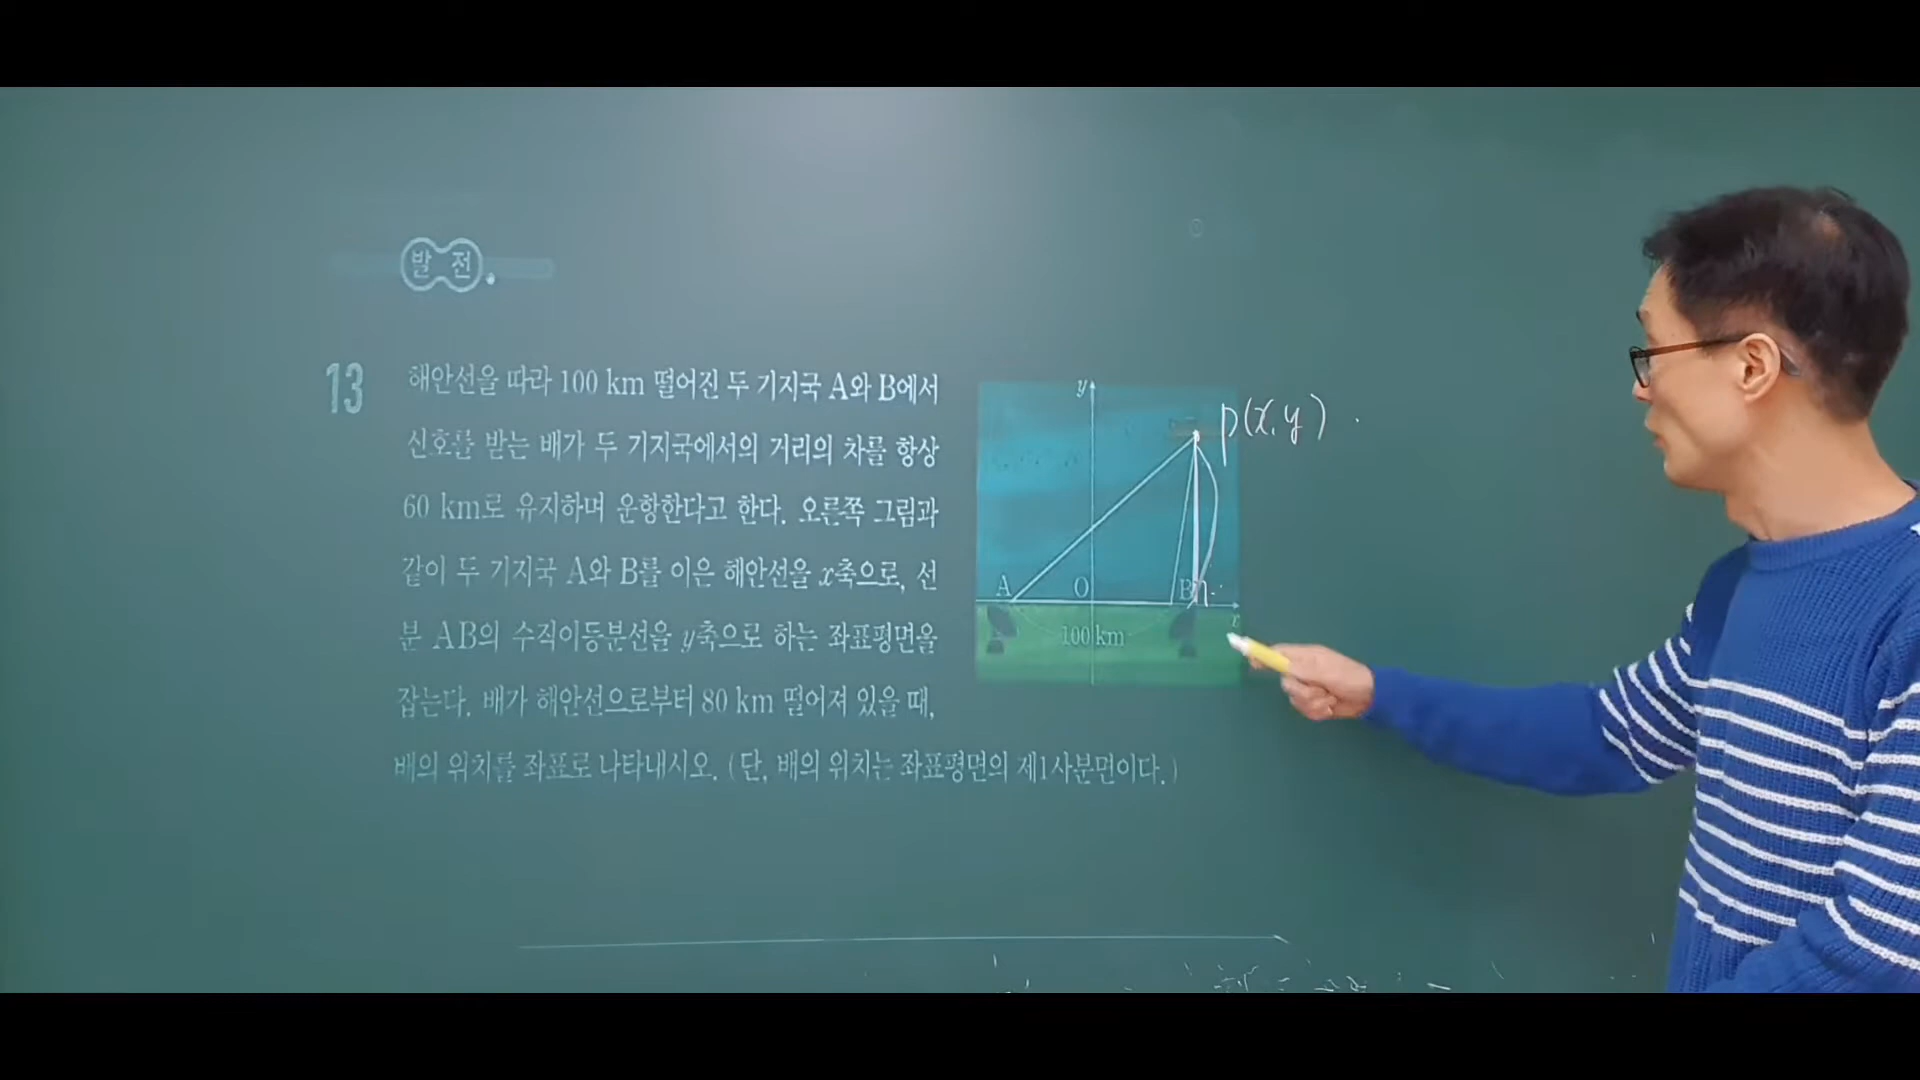 발 전
13
해안선을 따라 100 km 떨어진 두 기지국 A와 B에서
신호를 받는 배가 두 기지국에서의 거리의 차를 항상
60 km로 유지하며 운항한다고 한다. 오른쪽 그림과
같이 두 기지국 A와 B를 이은 해안선을 x축으로, 선
분 AB의 수직이등분선을 y축으로 하는 좌표평면을
잡는다. 배가 해안선으로부터 80 km 떨어져 있을 때,
배의 위치를 좌표로 나타내시오. (단, 배의 위치는 좌표평면의 제1사분면이다.)
y
P(x, y)
A O B
x
100 km